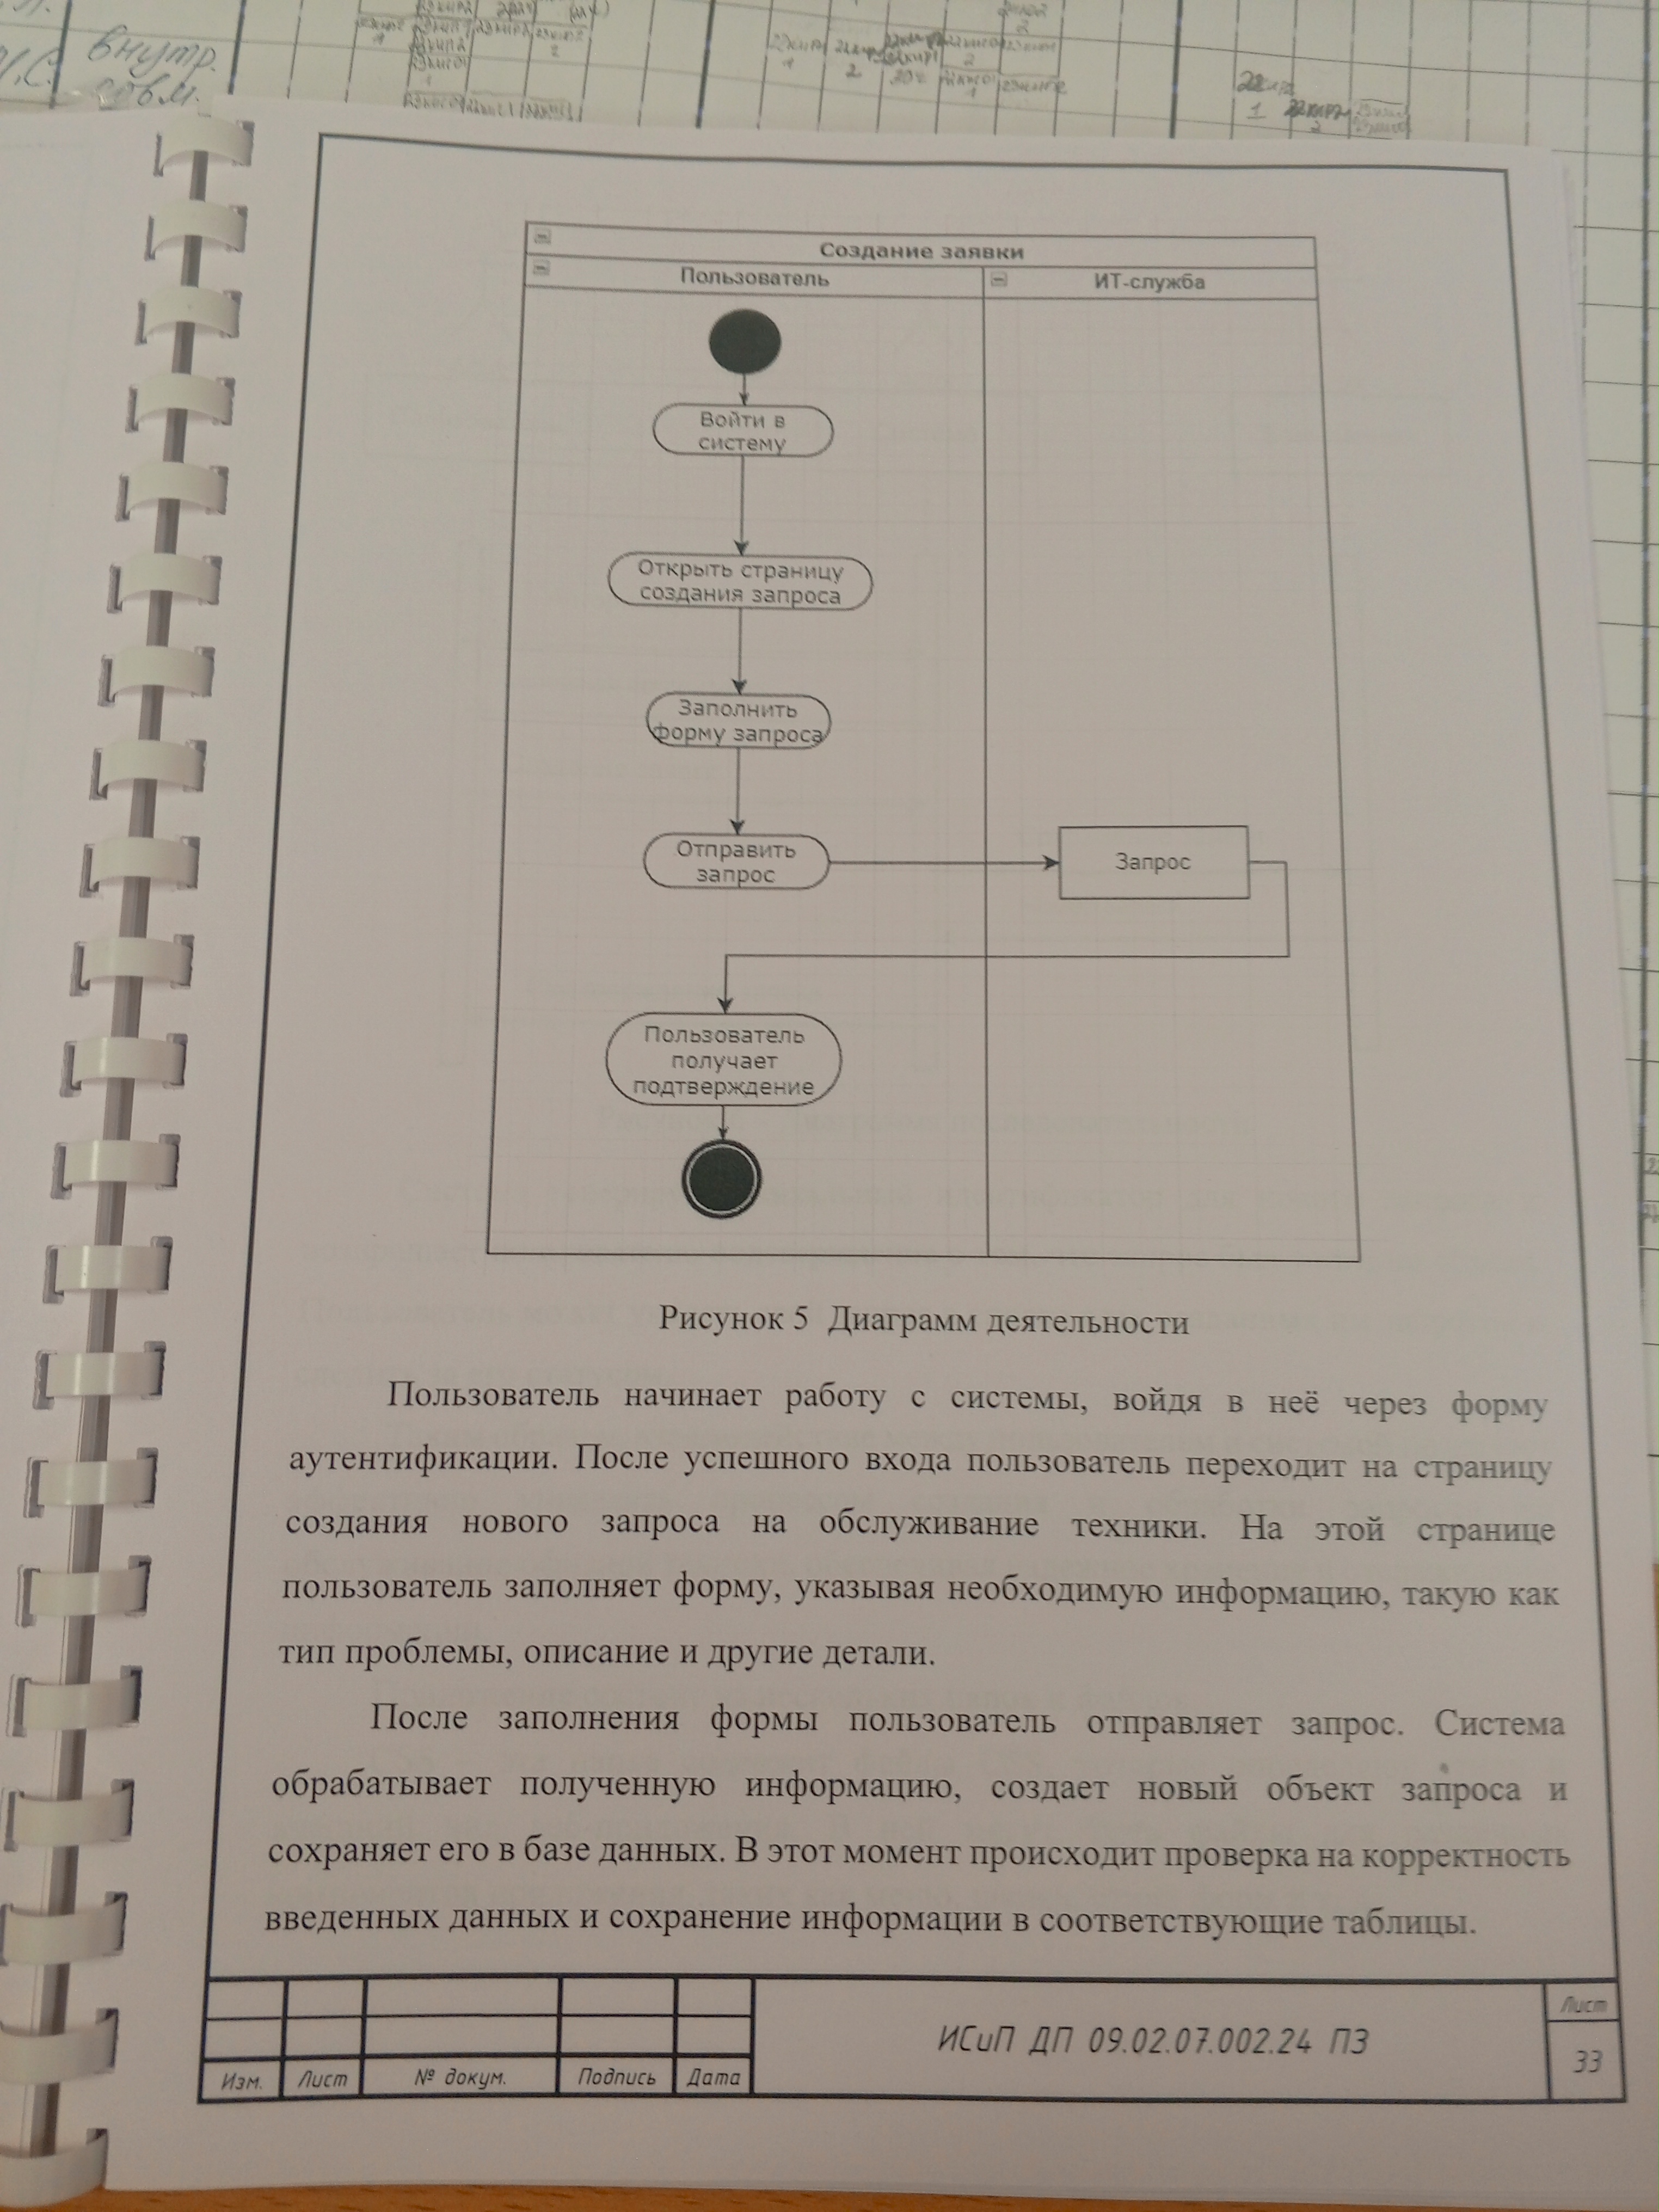 внутр.
совм.
Создание заявки
Пользователь
ИТ-служба
Войти в
систему
Открыть страницу
создания запроса
Заполнить
форму запроса
Отправить
запрос
Запрос
Пользователь
получает
подтверждение
Рисунок 5 Диаграмм деятельности
Пользователь начинает работу с системы, войдя в неё через форму
аутентификации. После успешного входа пользователь переходит на страницу
создания нового запроса на обслуживание техники. На этой странице
пользователь заполняет форму, указывая необходимую информацию, такую как
тип проблемы, описание и другие детали.
После заполнения формы пользователь отправляет запрос. Система
обрабатывает полученную информацию, создает новый объект запроса и
сохраняет его в базе данных. В этот момент происходит проверка на корректность
введенных данных и сохранение информации в соответствующие таблицы.
Изм.
Лист
№ докум.
Подпись
Дата
ИСиП ДП 09.02.07.002.24 ПЗ
Лист
33